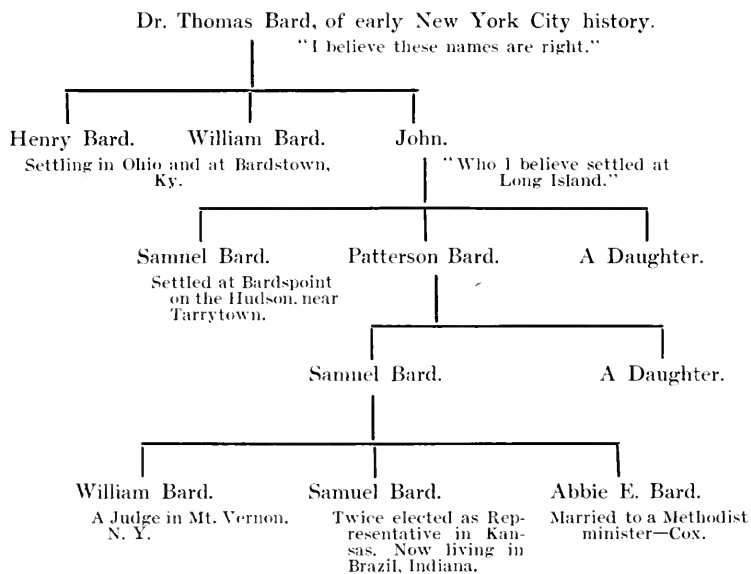 Dr. Thomas Bard, of early New York City history.
"I believe these names are right."
Henry Bard. William Bard. John.
Settling in Ohio and at Bardstown,
Ky.
"Who I believe settled at
Long Island."
Samuel Bard. Patterson Bard. A Daughter.
Settled at Bardspoint
on the Hudson, near
Tarrytown.
Samuel Bard. A Daughter.
William Bard. Samuel Bard. Abbie E. Bard.
A Judge in Mt. Vernon,
N. Y.
Twice elected as Rep-
resentative in Kan-
sas. Now living in
Brazil, Indiana.
Married to a Methodist
minister—Cox.